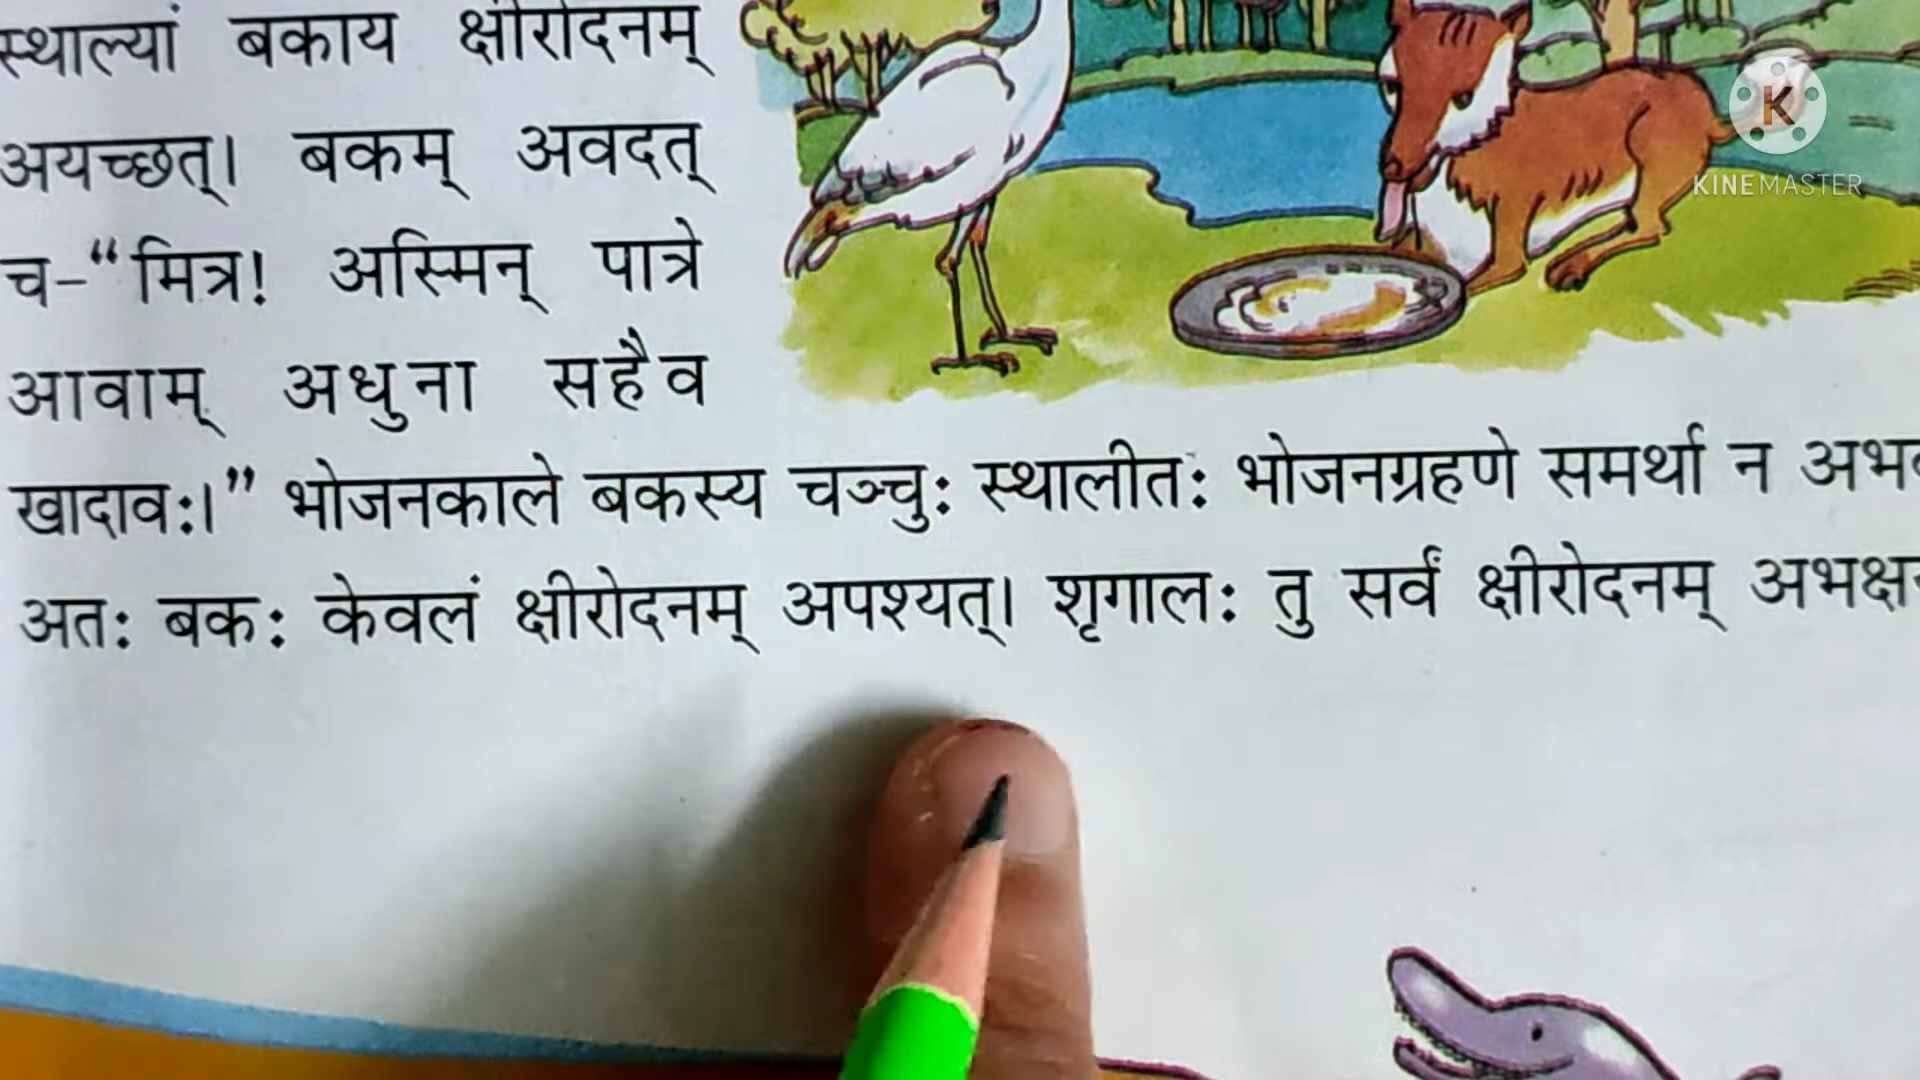 स्थाल्यां बकाय क्षीरोदनम्
अयच्छत्। बकम् अवदत्
च-“मित्र! अस्मिन् पात्रे
आवाम् अधुना सहैव
खादावः।” भोजनकाले बकस्य चञ्चुः स्थालीतः भोजनग्रहणे समर्था न
अतः बकः केवलं क्षीरोदनम् अपश्यत्। शृगालः तु सर्वं क्षीरोदनम्
K
KINEMASTER